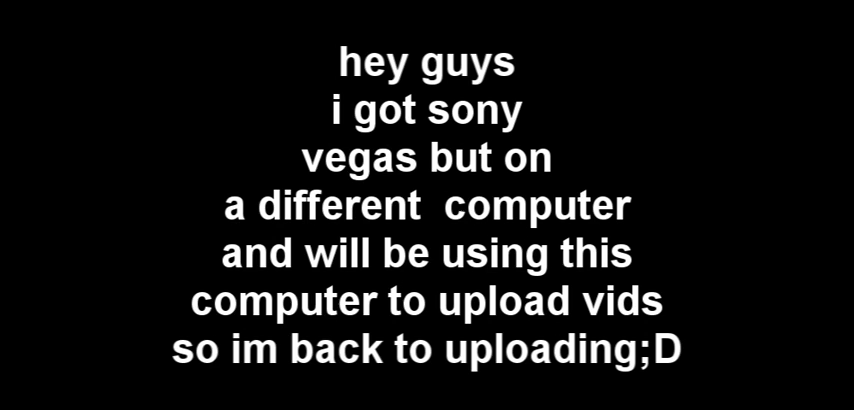 hey guys
i got sony
vegas but on
a different  computer
and will be using this
computer to upload vids
so im back to uploading;D